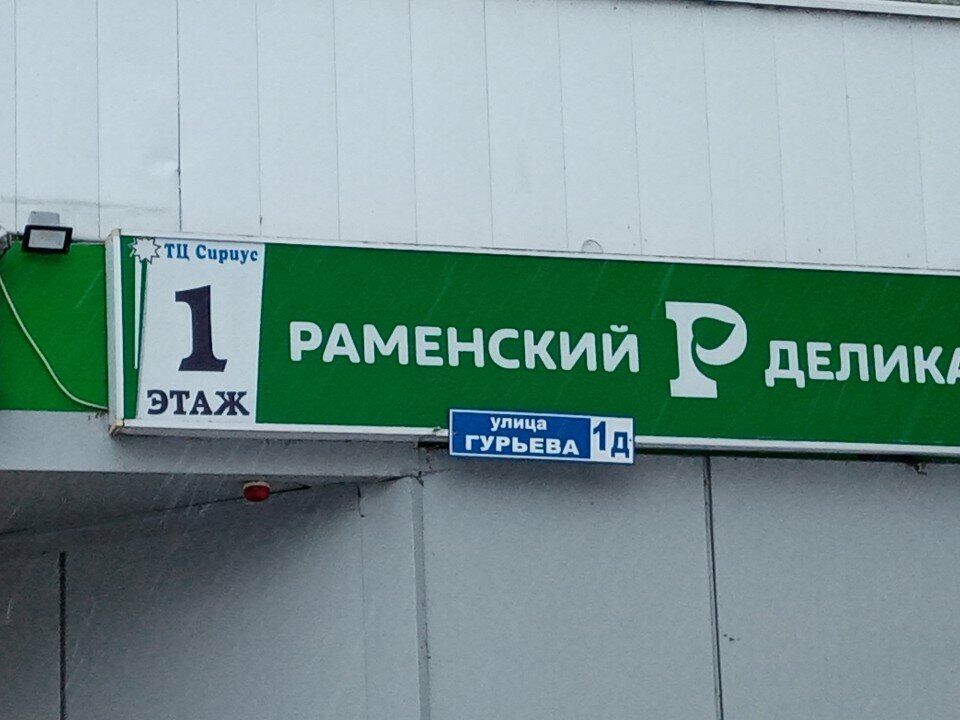 ТЦ Сириус
1
ЭТАЖ
РАМЕНСКИЙ Р ДЕЛИКА
улица
ГУРЬЕВА 1д